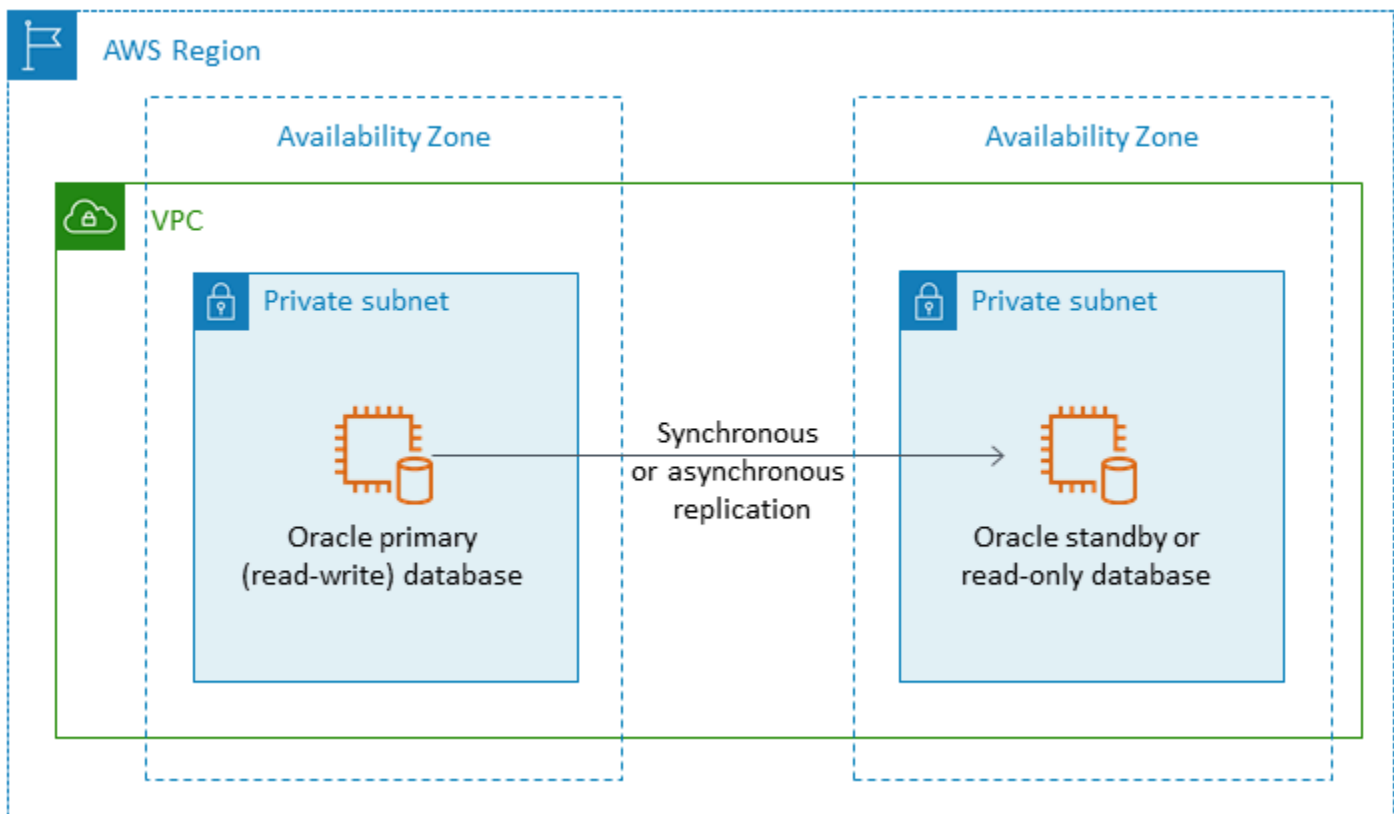 AWS Region
Availability Zone
Availability Zone
VPC
Private subnet
Private subnet
Synchronous
or asynchronous
replication
Oracle primary
(read-write) database
Oracle standby or
read-only database